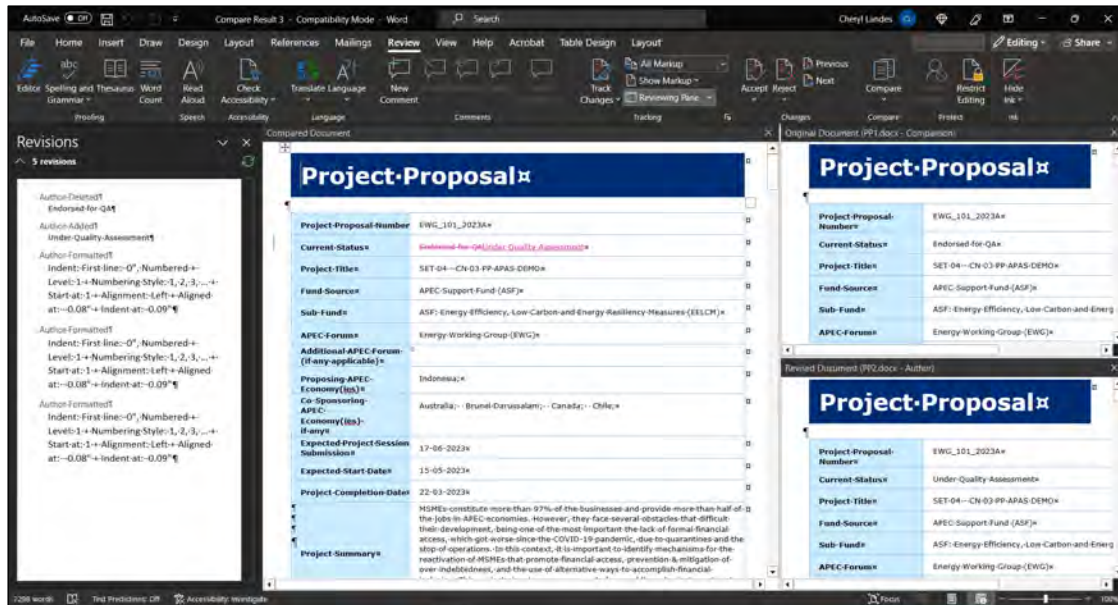 AutoSave Off Compare Result 3 - Compatibility Mode - Word Search Cheryl Landes
File Home Insert Draw Design Layout References Mailings Review View Help Acrobat Table Design Layout Editing Share
Editor Spelling and Grammar Thesaurus Word Count Read Aloud Check Accessibility Translate Language New Comment Track Changes All Markup Show Markup Reviewing Pane Accept Reject Previous Next Compare Restrict Editing Hide Ink
Proofing Speech Accessibility Language Comments Tracking Changes Compare Protect Ink
Revisions
5 revisions
Author Deleted¶
Endorsed·for·QA¶
Author Added¶
Under·Quality·Assessment¶
Author Formatted¶
Indent:·First·line:··0",·Numbered·+·
Level:·1·+·Numbering·Style:·1,·2,·3,·...·+·
Start·at:·1·+·Alignment:·Left·+·Aligned·
at:··-0.08"·+·Indent·at:··-0.09"¶
Author Formatted¶
Indent:·First·line:··0",·Numbered·+·
Level:·1·+·Numbering·Style:·1,·2,·3,·...·+·
Start·at:·1·+·Alignment:·Left·+·Aligned·
at:··-0.08"·+·Indent·at:··-0.09"¶
Author Formatted¶
Indent:·First·line:··0",·Numbered·+·
Level:·1·+·Numbering·Style:·1,·2,·3,·...·+·
Start·at:·1·+·Alignment:·Left·+·Aligned·
at:··-0.08"·+·Indent·at:··-0.09"¶
Compared Document
Project·Proposal¤
Project·Proposal·Number EWG_101_2023A¤
Current·Status¤ Endorsed·for·QAUnder·Quality·Assessment¤
Project·Title¤ SET-04·–·CN-03·PP·APAS·DEMO¤
Fund·Source¤ APEC·Support·Fund·(ASF)¤
Sub-Fund¤ ASF:·Energy·Efficiency,·Low·Carbon·and·Energy·Resiliency·Measures·(EELCM)¤
APEC·Forum¤ Energy·Working·Group·(EWG)¤
Additional·APEC·Forum·
(if·any·applicable)¤
Proposing·APEC·
Economy(ies)¤ Indonesia;¤
Co-Sponsoring·
APEC·
Economy(ies)·
if·any¤ Australia;··Brunei·Darussalam;··Canada;··Chile;¤
Expected·Project·Session
Submission¤ 17-06-2023¤
Expected·Start·Date¤ 15-05-2023¤
Project·Completion·Date¤ 22-03-2023¤
Project·Summary¤
MSMEs·constitute·more·than·97%·of·the·businesses·and·provide·more·than·half·of·
the·jobs·in·APEC·economies.·However,·they·face·several·obstacles·that·difficult·
their·development,·being·one·of·the·most·important·the·lack·of·formal·financial·
access,·which·got·worse·since·the·COVID-19·pandemic,·due·to·quarantines·and·the·
stop·of·operations.·In·this·context,·it·is·important·to·identify·mechanisms·for·the·
reactivation·of·MSMEs·that·promote·financial·access,·prevention·&·mitigation·of·
over·indebtedness,·and·the·use·of·alternative·ways·to·accomplish·financial·
Original Document (PP1.docx - Comparison)
Project·Proposal¤
Project·Proposal·
Number¤ EWG_101_2023A¤
Current·Status¤ Endorsed·for·QA¤
Project·Title¤ SET-04·–·CN-03·PP·APAS·DEMO¤
Fund·Source¤ APEC·Support·Fund·(ASF)¤
Sub-Fund¤ ASF:·Energy·Efficiency,·Low·Carbon·and·Energ
APEC·Forum¤ Energy·Working·Group·(EWG)¤
Revised Document (PP2.docx - Author)
Project·Proposal¤
Project·Proposal·
Number¤ EWG_101_2023A¤
Current·Status¤ Under·Quality·Assessment¤
Project·Title¤ SET-04·–·CN-03·PP·APAS·DEMO¤
Fund·Source¤ APEC·Support·Fund·(ASF)¤
Sub-Fund¤ ASF:·Energy·Efficiency,·Low·Carbon·and·Energ
APEC·Forum¤ Energy·Working·Group·(EWG)¤
7298 words Text Predictions: Off Accessibility: Investigate Focus 100%